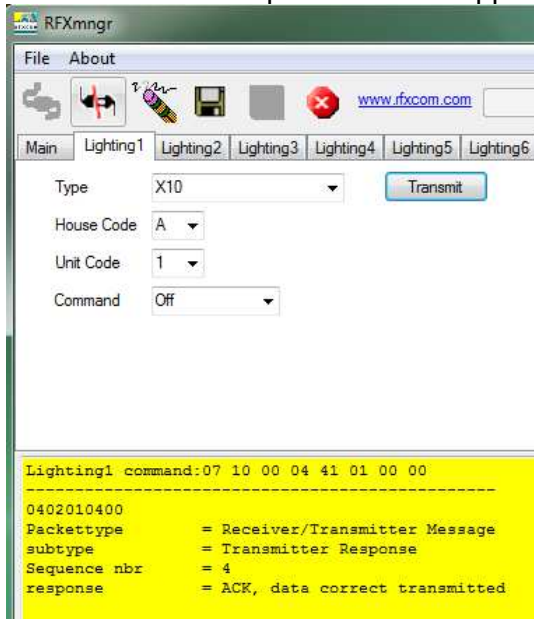 RFXmngr
File About
www.rfxcom.com
Main Lighting1 Lighting2 Lighting3 Lighting4 Lighting5 Lighting6
Type X10 Transmit
House Code A
Unit Code 1
Command Off
Lighting1 command:07 10 00 04 41 01 00 00
------------------------------------------------
0402010400
Packettype = Receiver/Transmitter Message
subtype = Transmitter Response
Sequence nbr = 4
response = ACK, data correct transmitted